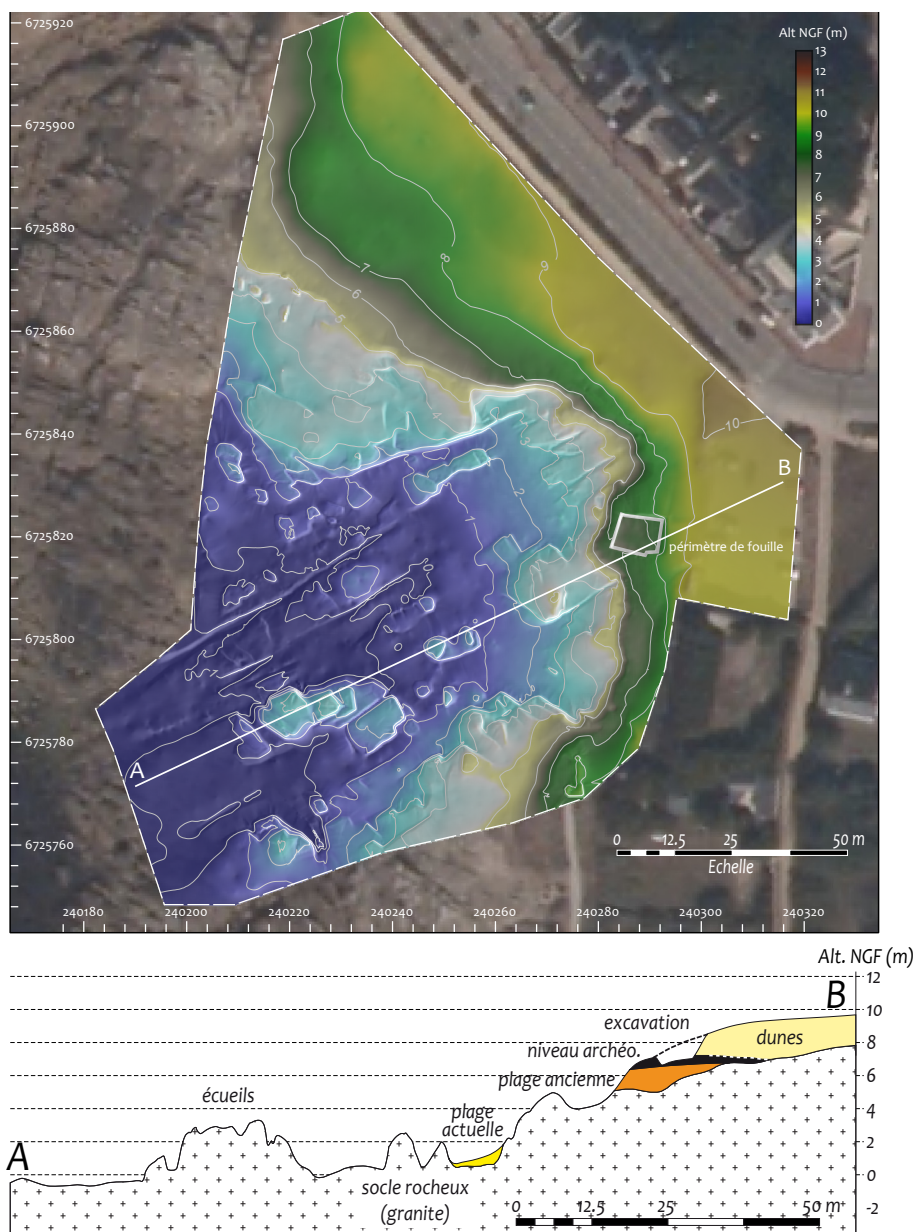 Alt NGF (m)
13
12
11
10
9
8
7
6
5
4
3
2
1
0
6725920
6725900
6725880
6725860
6725840
6725820
6725800
6725780
6725760
7
8
9
6
5
4
10
2
1
B
périmètre de fouille
A
0 12,5 25 50 m
Echelle
240180 240200 240220 240240 240260 240280 240300 240320
Alt. NGF (m)
12
B
10
excavation
dunes
niveau archéo.
8
plage ancienne
6
écueils
plage
actuelle
4
2
A
0
socle rocheux
(granite)
-2
0 12,5 25 50 m